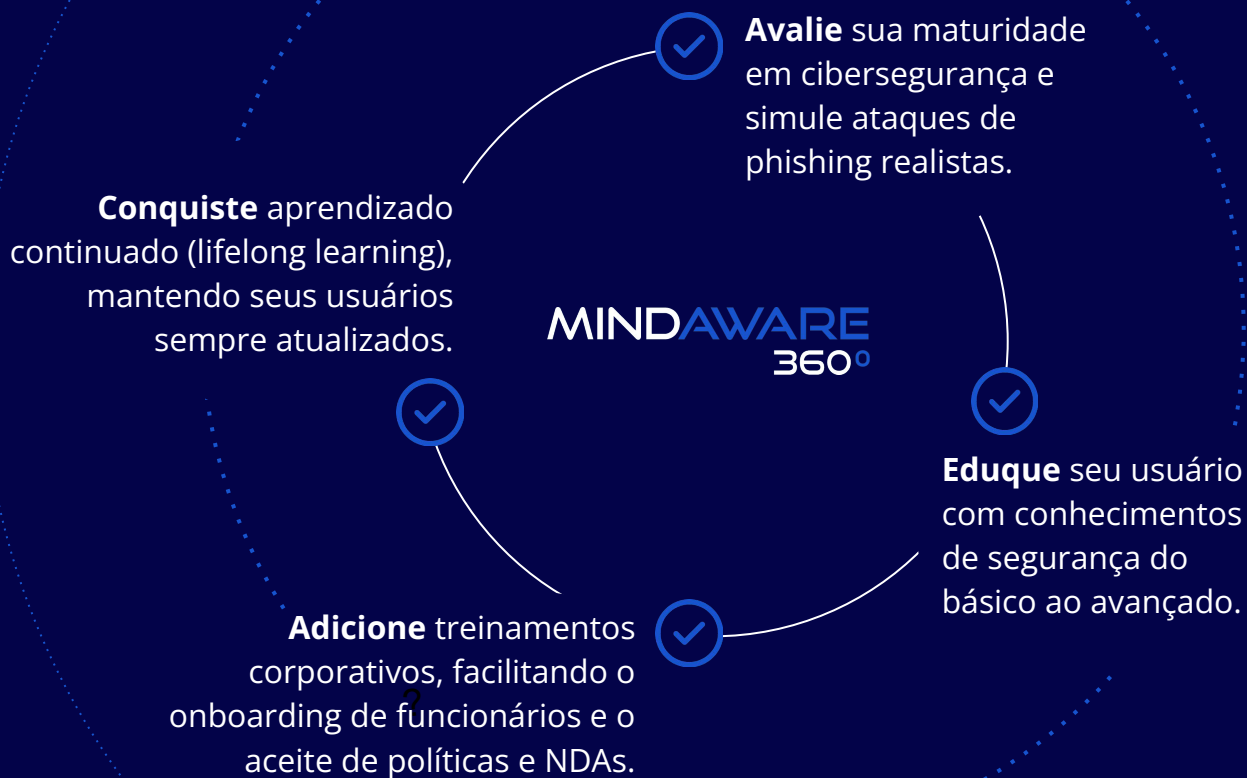 Avalie sua maturidade
em cibersegurança e
simule ataques de
phishing realistas.
Conquiste aprendizado
continuado (lifelong learning),
mantendo seus usuários
sempre atualizados.
MINDAWARE
360°
Eduque seu usuário
com conhecimentos
de segurança do
básico ao avançado.
Adicione treinamentos
corporativos, facilitando o
?
onboarding de funcionários e o
aceite de políticas e NDAs.